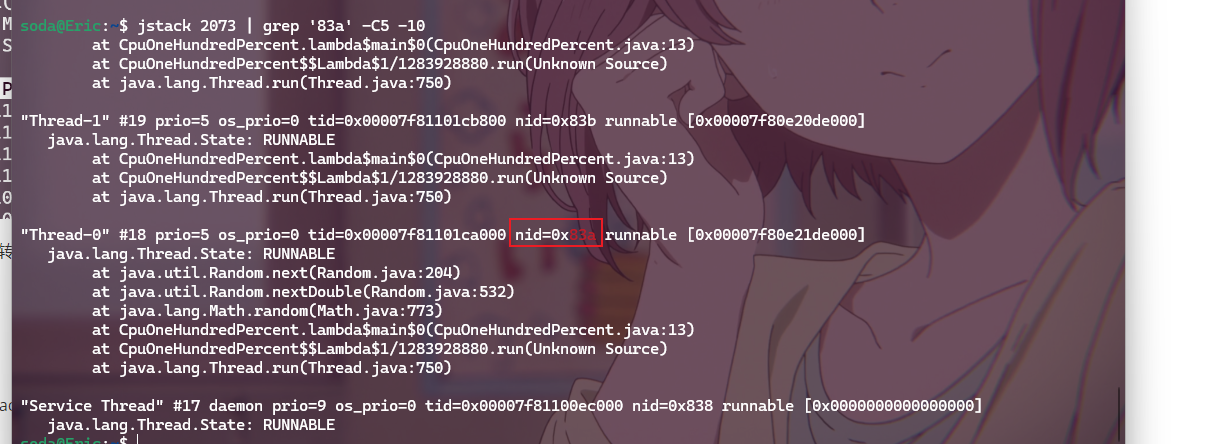 soda@Eric:~$ jstack 2073 | grep '83a' -C5 -10
        at CpuOneHundredPercent.lambda$main$0(CpuOneHundredPercent.java:13)
        at CpuOneHundredPercent$$Lambda$1/1283928880.run(Unknown Source)
        at java.lang.Thread.run(Thread.java:750)

"Thread-1" #19 prio=5 os_prio=0 tid=0x00007f81101cb800 nid=0x83b runnable [0x00007f80e20de000]
   java.lang.Thread.State: RUNNABLE
        at CpuOneHundredPercent.lambda$main$0(CpuOneHundredPercent.java:13)
        at CpuOneHundredPercent$$Lambda$1/1283928880.run(Unknown Source)
        at java.lang.Thread.run(Thread.java:750)

"Thread-0" #18 prio=5 os_prio=0 tid=0x00007f81101ca000 nid=0x83a runnable [0x00007f80e21de000]
   java.lang.Thread.State: RUNNABLE
        at java.util.Random.next(Random.java:204)
        at java.util.Random.nextDouble(Random.java:532)
        at java.lang.Math.random(Math.java:773)
        at CpuOneHundredPercent.lambda$main$0(CpuOneHundredPercent.java:13)
        at CpuOneHundredPercent$$Lambda$1/1283928880.run(Unknown Source)
        at java.lang.Thread.run(Thread.java:750)

"Service Thread" #17 daemon prio=9 os_prio=0 tid=0x00007f81100ec000 nid=0x838 runnable [0x0000000000000000]
   java.lang.Thread.State: RUNNABLE
soda@Eric:~$